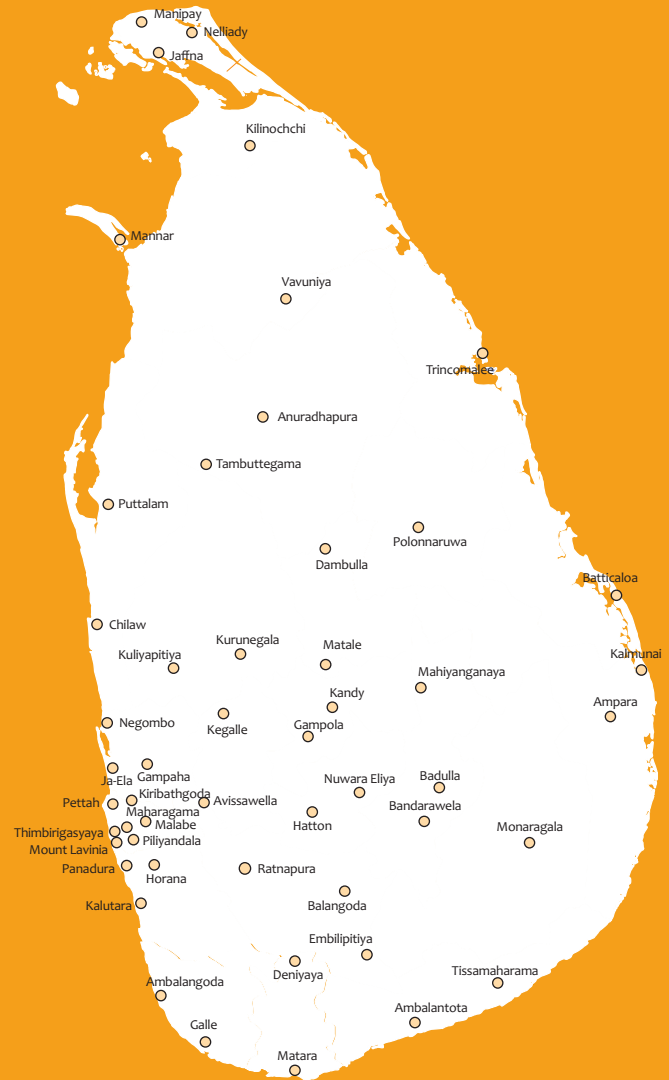 Manipay
Nelliady
Jaffna
Kilinochchi
Mannar
Vavuniya
Trincomalee
Anuradhapura
Tambuttegama
Puttalam
Polonnaruwa
Dambulla
Batticaloa
Chilaw
Kurunegala
Matale
Kuliyapitiya
Kalmunai
Mahiyanganaya
Kandy
Ampara
Negombo
Kegalle
Gampola
Ja-Ela
Gampaha
Nuwara Eliya
Badulla
Kiribathgoda
Pettah
Avissawella
Bandarawela
Maharagama
Malabe
Hatton
Monaragala
Thimbirigasyaya
Piliyandala
Mount Lavinia
Panadura
Horana
Ratnapura
Kalutara
Balangoda
Embilipitiya
Deniyaya
Tissamaharama
Ambalangoda
Ambalantota
Galle
Matara